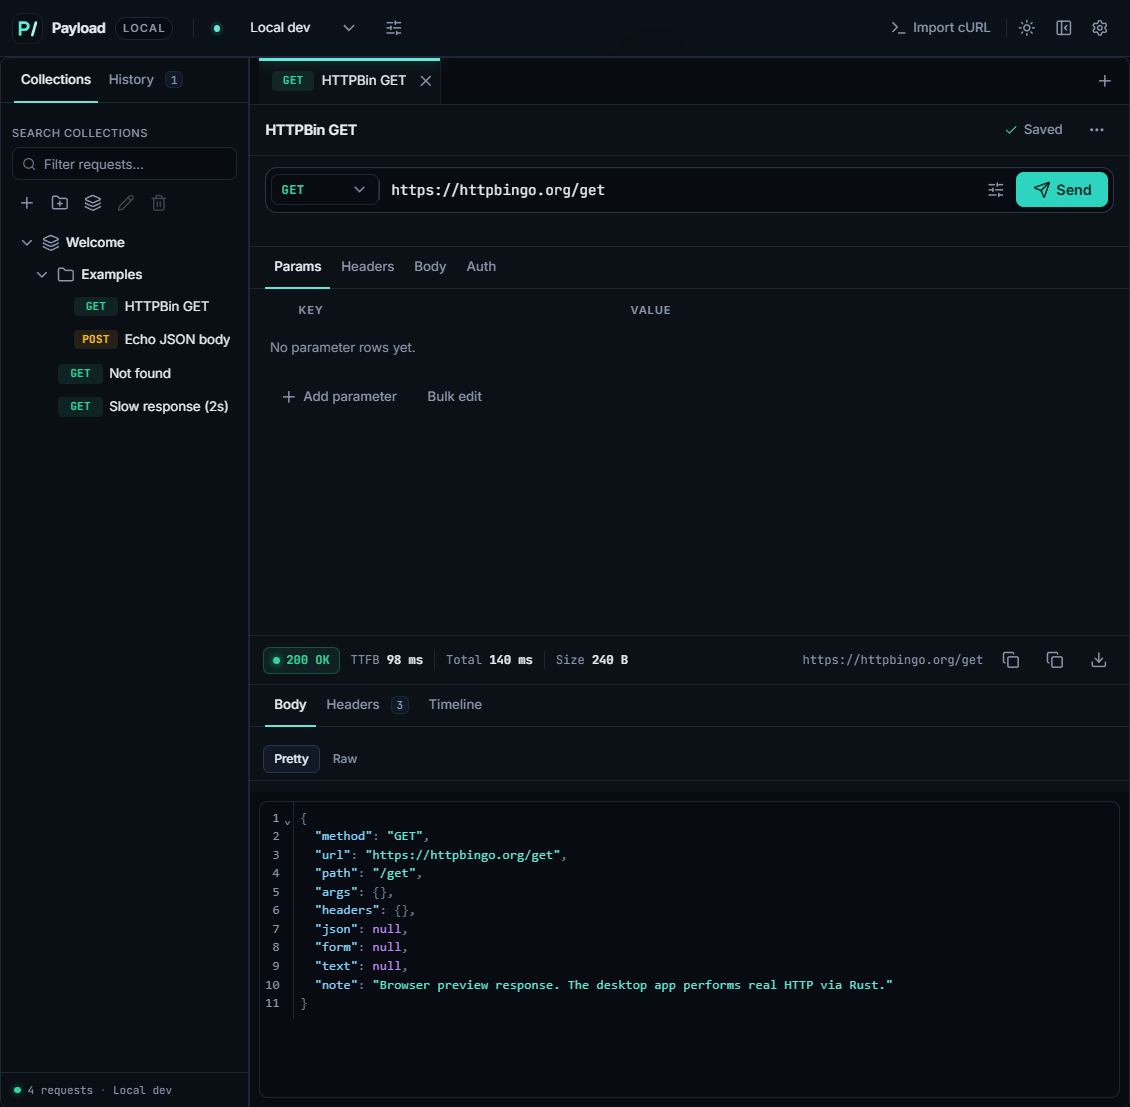 P/ Payload LOCAL Local dev Import cURL
Collections History 1
GET HTTPBin GET
SEARCH COLLECTIONS
Filter requests...
Welcome
Examples
GET HTTPBin GET
POST Echo JSON body
GET Not found
GET Slow response (2s)
4 requests · Local dev
HTTPBin GET Saved
GET https://httpbingo.org/get Send
Params Headers Body Auth
KEY VALUE
No parameter rows yet.
Add parameter Bulk edit
200 OK TTFB 98 ms Total 140 ms Size 240 B https://httpbingo.org/get
Body Headers 3 Timeline
Pretty Raw
1 {
2 "method": "GET",
3 "url": "https://httpbingo.org/get",
4 "path": "/get",
5 "args": {},
6 "headers": {},
7 "json": null,
8 "form": null,
9 "text": null,
10 "note": "Browser preview response. The desktop app performs real HTTP via Rust."
11 }